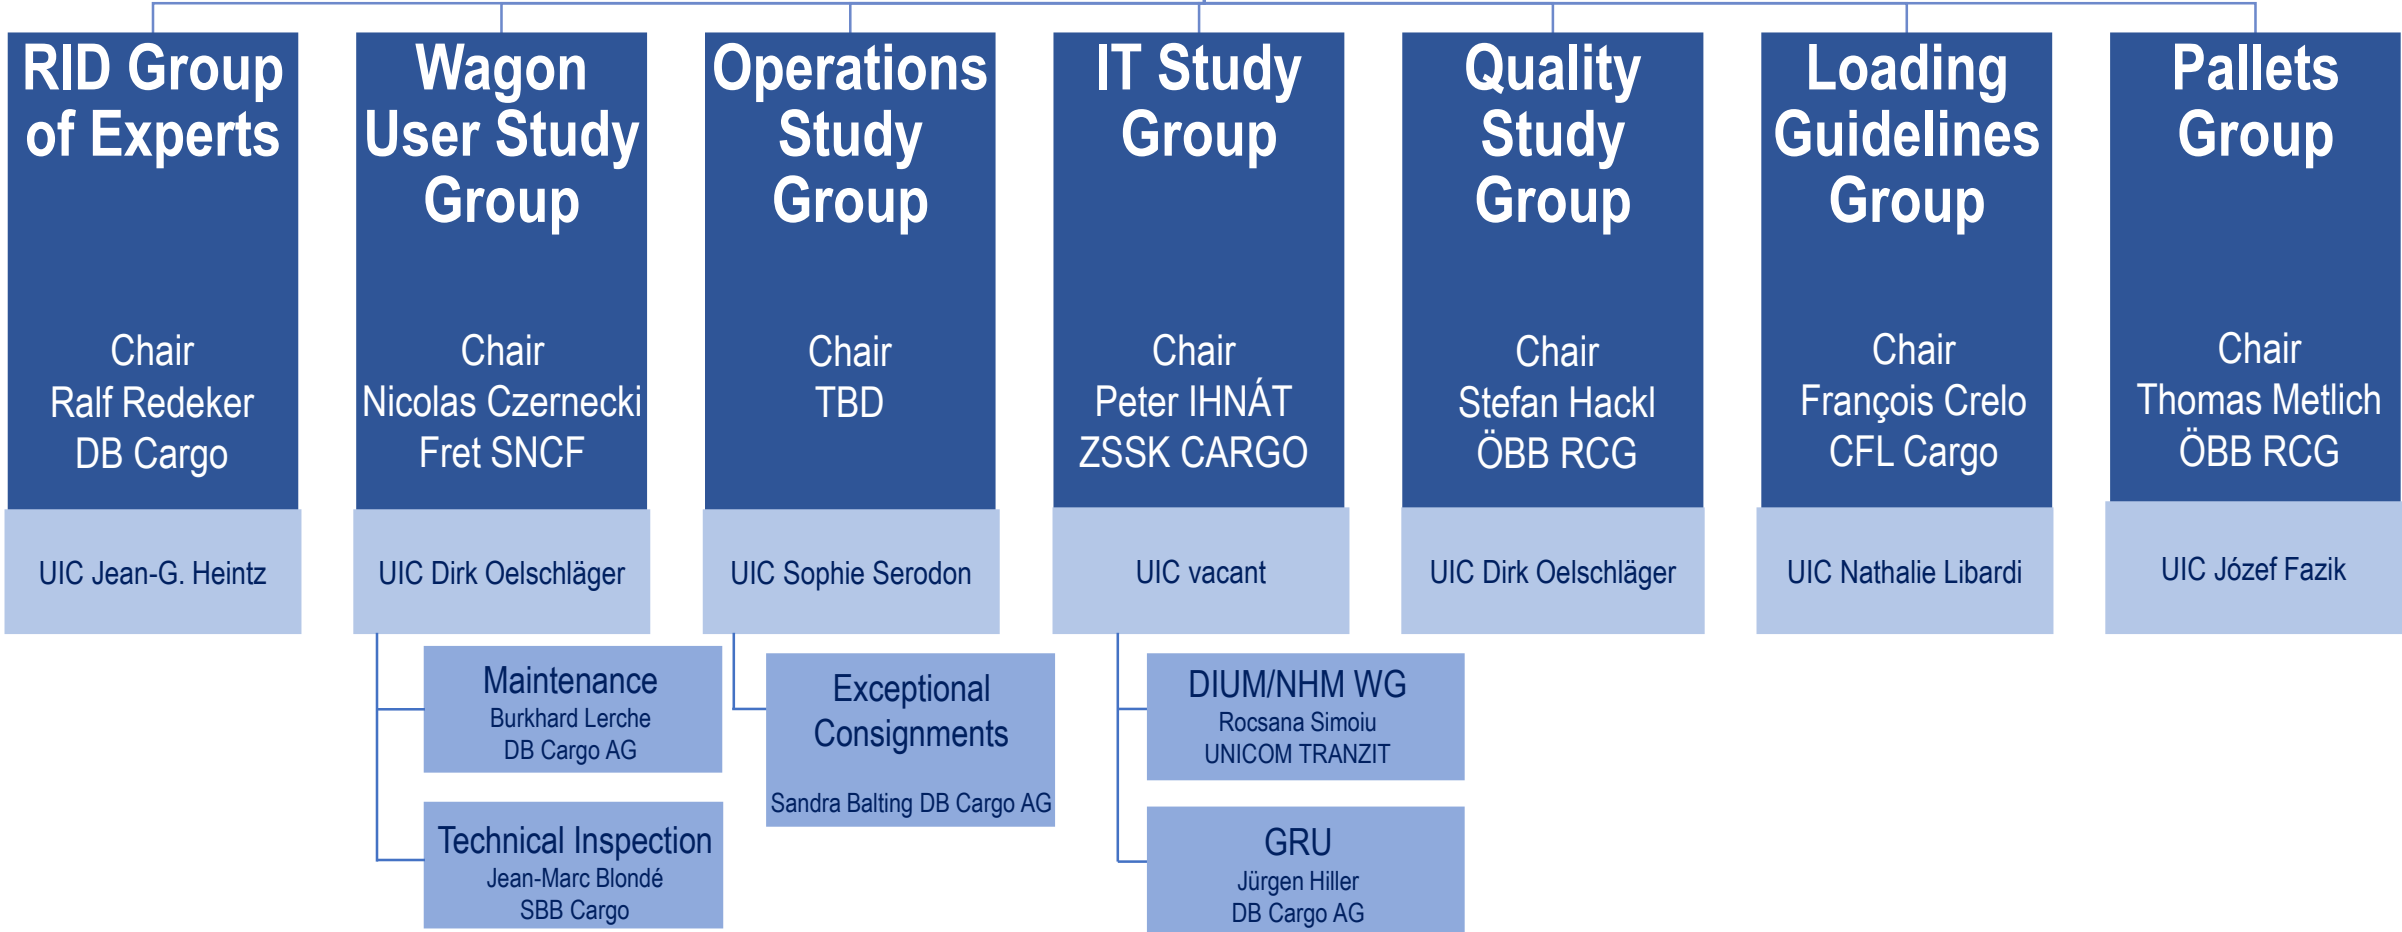 RID Group
of Experts
Chair
Ralf Redeker
DB Cargo
UIC Jean-G. Heintz
Wagon
User Study
Group
Chair
Nicolas Czernecki
Fret SNCF
UIC Dirk Oelschläger
Maintenance
Burkhard Lerche
DB Cargo AG
Technical Inspection
Jean-Marc Blondé
SBB Cargo
Operations
Study
Group
Chair
TBD
UIC Sophie Serodon
Exceptional
Consignments
Sandra Balting DB Cargo AG
IT Study
Group
Chair
Peter IHNÁT
ZSSK CARGO
UIC vacant
DIUM/NHM WG
Rocsana Simoiu
UNICOM TRANZIT
GRU
Jürgen Hiller
DB Cargo AG
Quality
Study
Group
Chair
Stefan Hackl
ÖBB RCG
UIC Dirk Oelschläger
Loading
Guidelines
Group
Chair
François Crelo
CFL Cargo
UIC Nathalie Libardi
Pallets
Group
Chair
Thomas Metlich
ÖBB RCG
UIC Józef Fazik